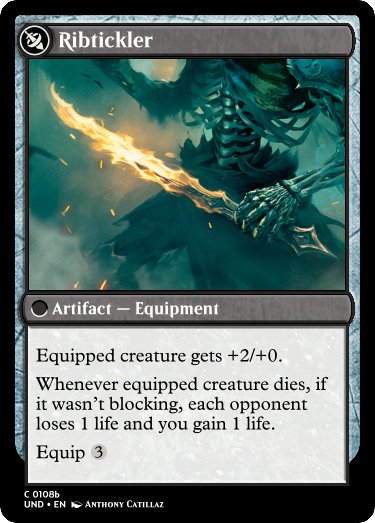 Ribtickler
Artifact — Equipment
Equipped creature gets +2/+0.
Whenever equipped creature dies, if
it wasn't blocking, each opponent
loses 1 life and you gain 1 life.
Equip 3
C 0108b
UND • EN Anthony Catillaz